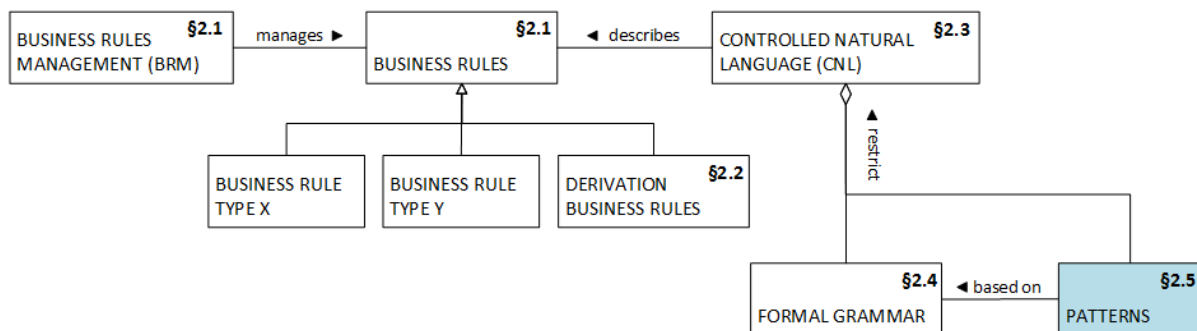 §2.1
BUSINESS RULES
MANAGEMENT (BRM)
manages ►
§2.1
BUSINESS RULES
◄ describes
§2.3
CONTROLLED NATURAL
LANGUAGE (CNL)
◄ restrict
BUSINESS RULE
TYPE X
BUSINESS RULE
TYPE Y
§2.2
DERIVATION
BUSINESS RULES
§2.4
FORMAL GRAMMAR
◄ based on
§2.5
PATTERNS